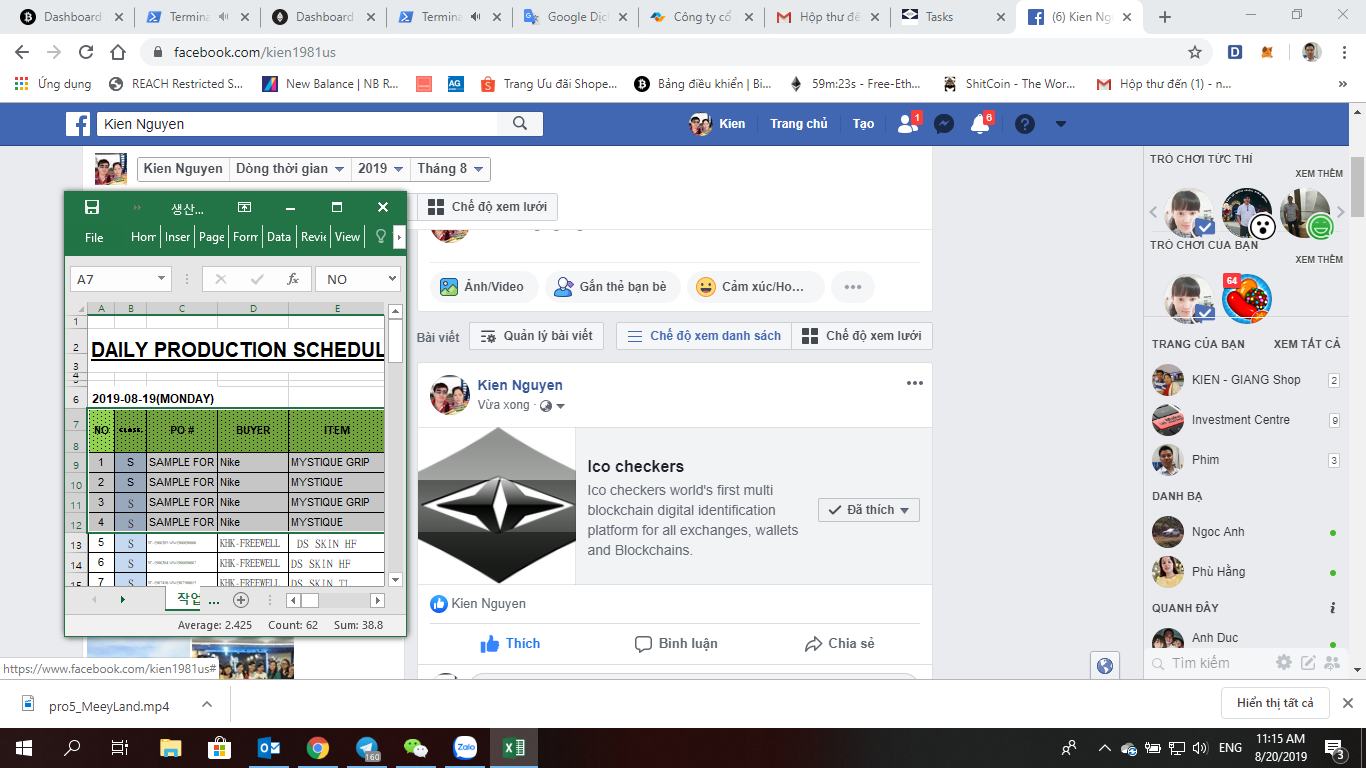 Dashboard
Termina
Dashboard
Termina
Google Dịc
Công ty cổ
Hộp thư đế
Tasks
(6) Kien Ng
facebook.com/kien1981us
Ứng dụng
REACH Restricted S...
New Balance | NB R...
AG
Trang Ưu đãi Shope...
Bảng điều khiển | Bi...
59m:23s - Free-Eth...
ShitCoin - The Wor...
Hộp thư đến (1) - n...
»
Kien Nguyen
Kien
Trang chủ
Tạo
1
6
Kien Nguyen
Dòng thời gian
2019
Tháng 8
Chế độ xem lưới
생산...
File
Hom
Inser
Page
Form
Data
Revie
View
A7
fx
NO
A B C D E
1
2 DAILY PRODUCTION SCHEDUL
3
4
5
6 2019-08-19(MONDAY)
7 NO CLASS. PO # BUYER ITEM
8
9 1 S SAMPLE FOR Nike MYSTIQUE GRIP
10 2 S SAMPLE FOR Nike MYSTIQUE
11 3 S SAMPLE FOR Nike MYSTIQUE GRIP
12 4 S SAMPLE FOR Nike MYSTIQUE
13 5 S KHK-FREEWELL DS SKIN HF
14 6 S KHK-FREEWELL DS SKIN HF
15 7 S KHK-FREEWELL DS SKIN TL
작업 ...
Average: 2.425 Count: 62 Sum: 38.8
Ảnh/Video
Gắn thẻ bạn bè
Cảm xúc/Ho...
Bài viết
Quản lý bài viết
Chế độ xem danh sách
Chế độ xem lưới
Kien Nguyen
Vừa xong ·
Ico checkers
Ico checkers world's first multi
blockchain digital identification
platform for all exchanges, wallets
and Blockchains.
Đã thích
Kien Nguyen
Thích
Bình luận
Chia sẻ
TRÒ CHƠI TỨC THÌ
XEM THÊM
TRÒ CHƠI CỦA BẠN
XEM THÊM
64
TRANG CỦA BẠN
XEM TẤT CẢ
KIEN - GIANG Shop
2
Investment Centre
9
Phim
3
DANH BẠ
Ngoc Anh
Phù Hằng
QUANH ĐÂY
Anh Duc
Tìm kiếm
https://www.facebook.com/kien1981us#
pro5_MeeyLand.mp4
Hiển thị tất cả
160
Zalo
ENG
11:15 AM
8/20/2019
3